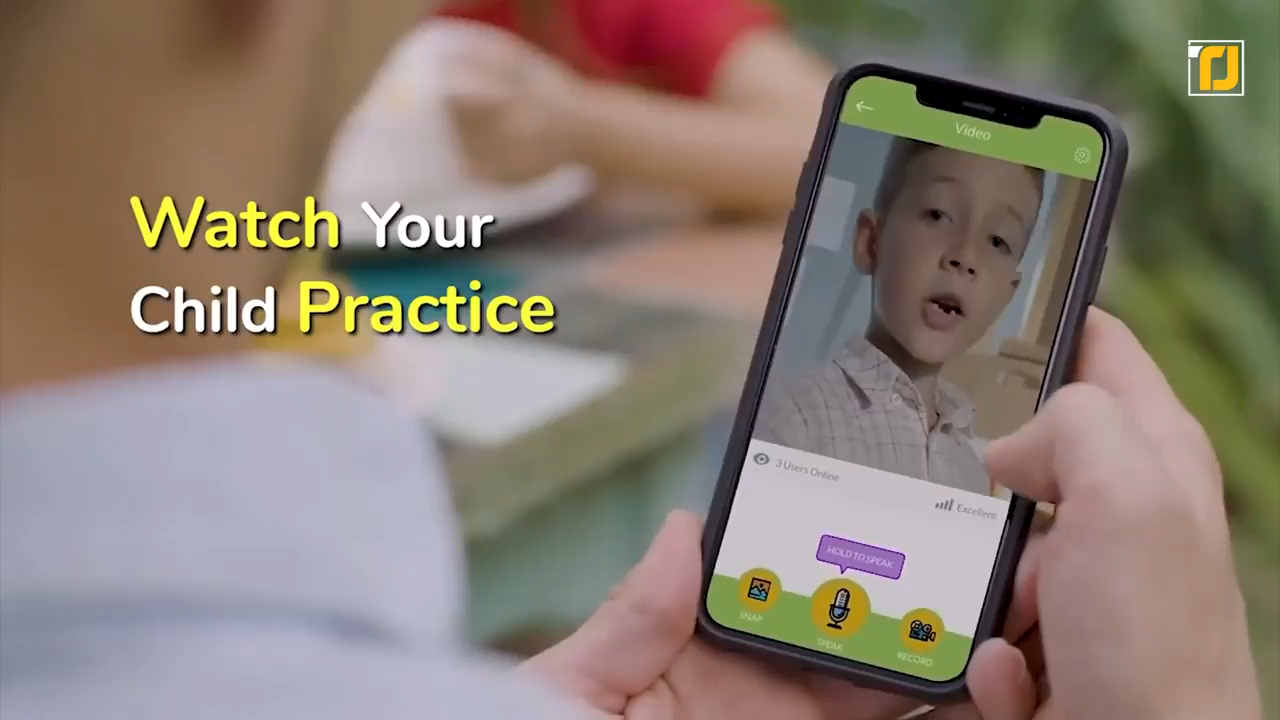 Watch Your
Child Practice
Video
3 Users Online
Excellent
HOLD TO SPEAK
SNAP
SPEAK
RECORD